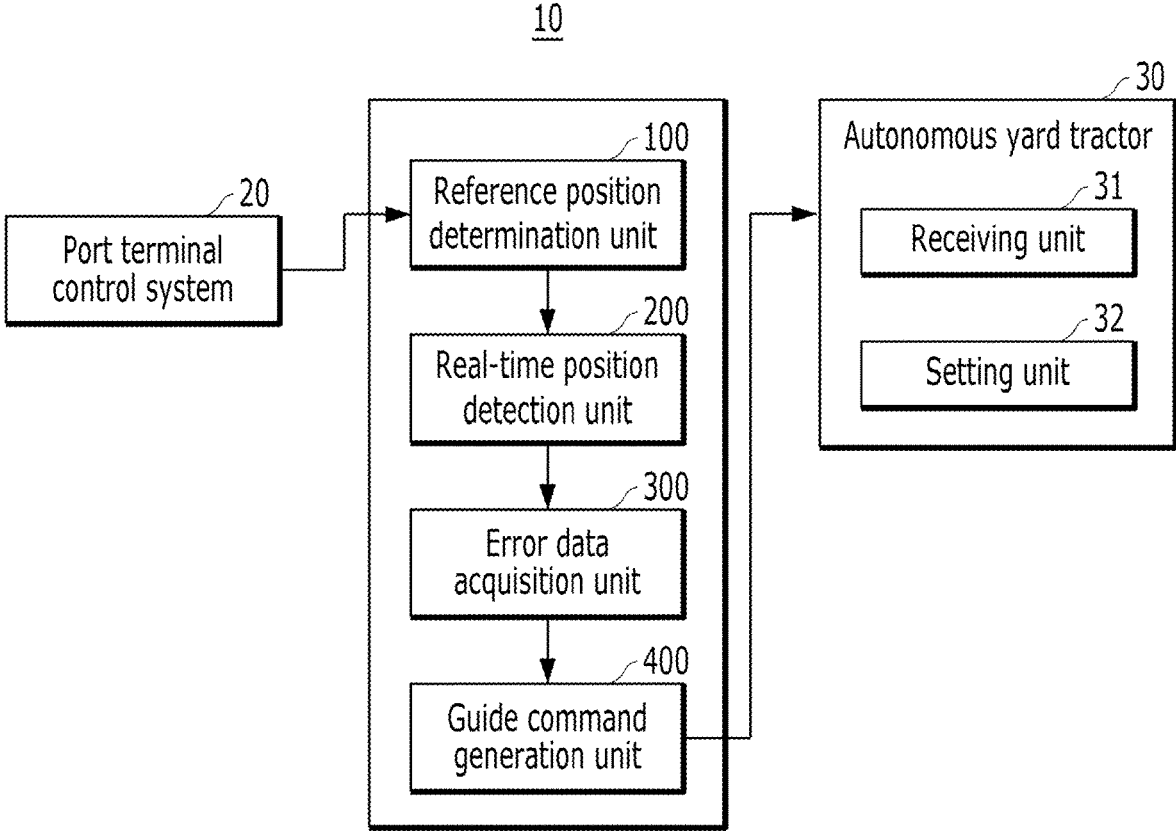 10
20
Port terminal
control system
100
Reference position
determination unit
200
Real-time position
detection unit
300
Error data
acquisition unit
400
Guide command
generation unit
30
Autonomous yard tractor
31
Receiving unit
32
Setting unit